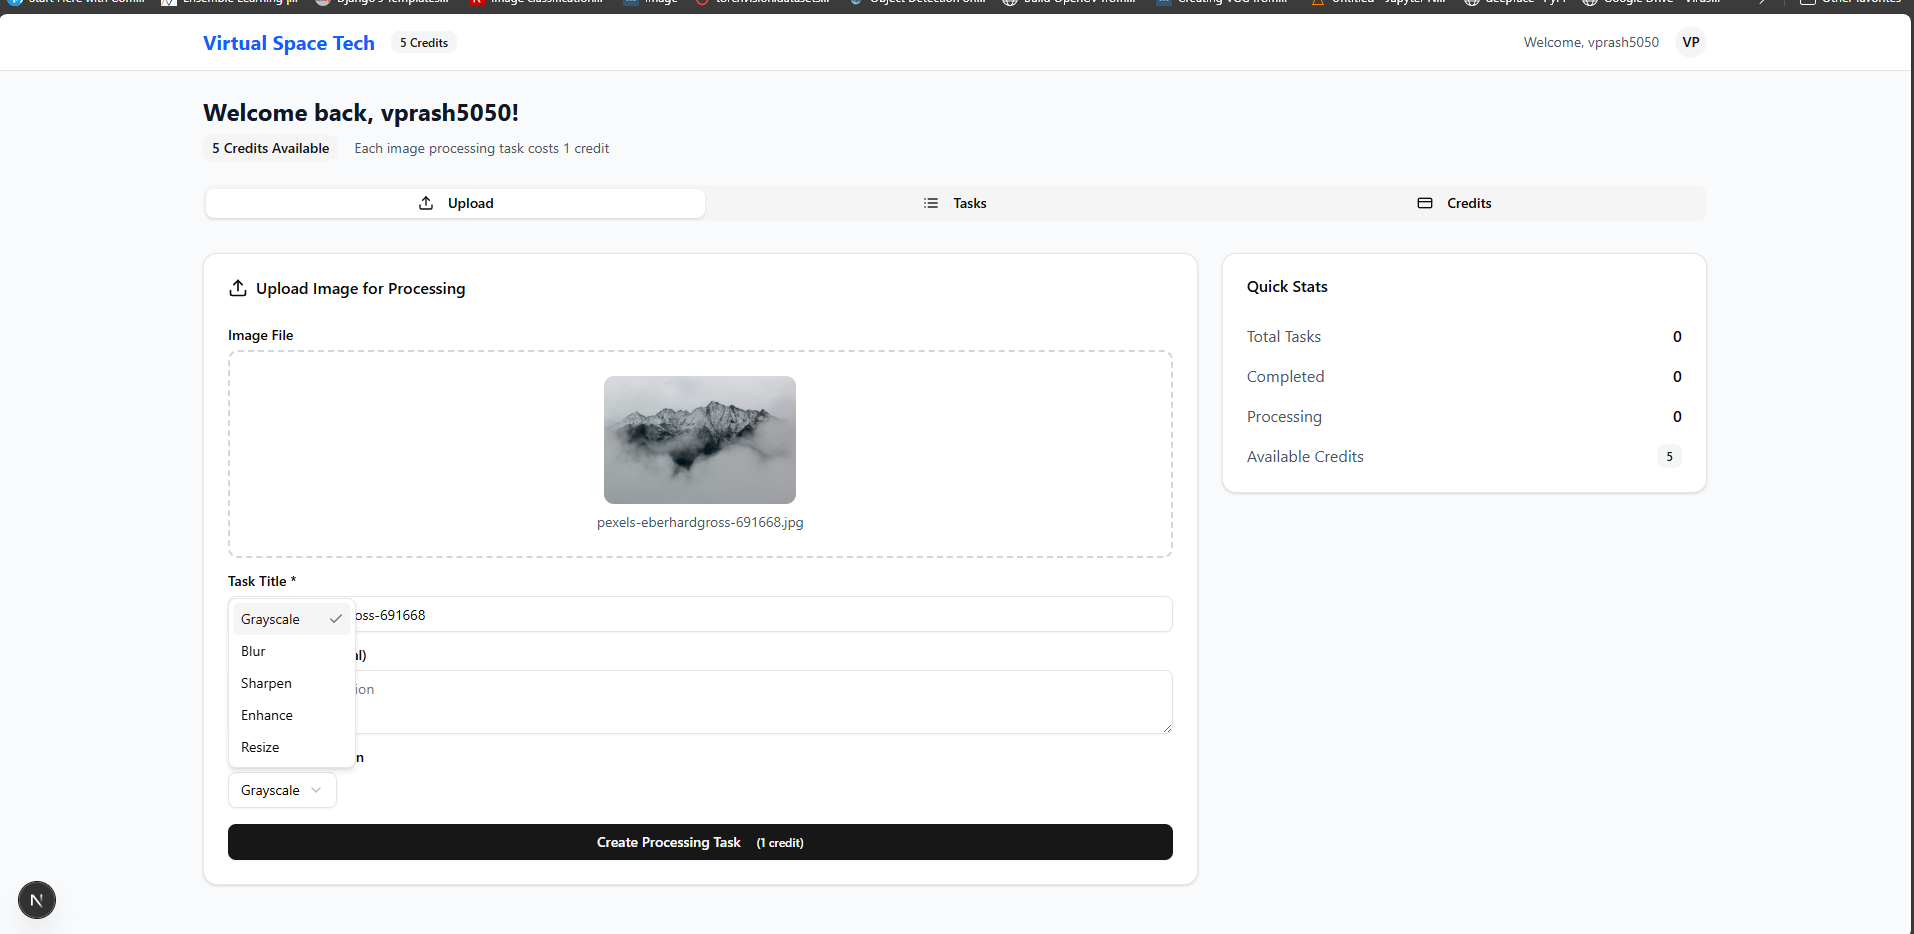 Virtual Space Tech 5 Credits Welcome, vprash5050 VP
Welcome back, vprash5050!
5 Credits Available Each image processing task costs 1 credit
Upload Tasks Credits
Upload Image for Processing
Image File
pexels-eberhardgross-691668.jpg
Task Title *
oss-691668
Grayscale
Blur
al)
Sharpen
ion
Enhance
Resize
n
Grayscale
Create Processing Task (1 credit)
Quick Stats
Total Tasks 0
Completed 0
Processing 0
Available Credits 5
N